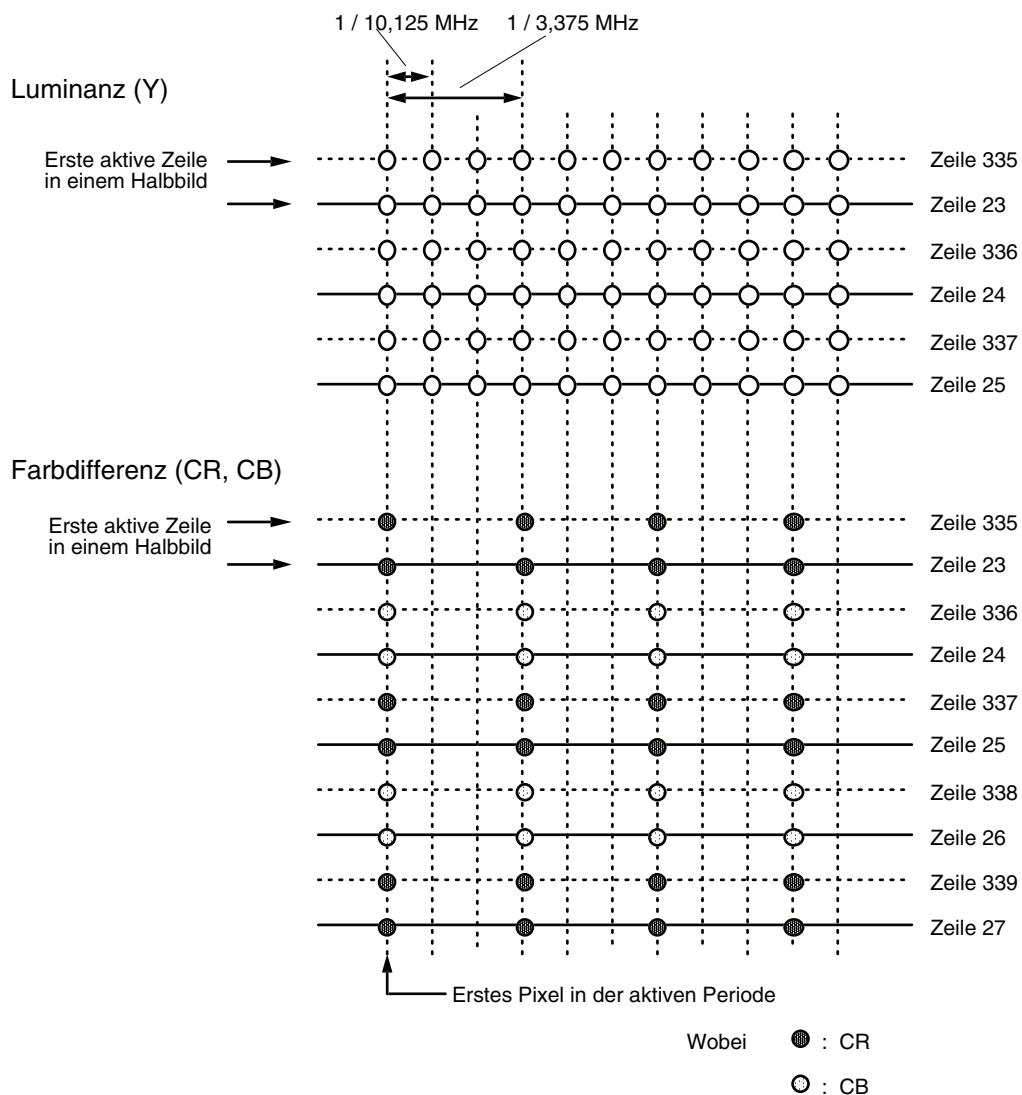 1 / 10,125 MHz 1 / 3,375 MHz
Luminanz (Y)
Erste aktive Zeile
in einem Halbbild
Zeile 335
Zeile 23
Zeile 336
Zeile 24
Zeile 337
Zeile 25
Farbdifferenz (CR, CB)
Erste aktive Zeile
in einem Halbbild
Zeile 335
Zeile 23
Zeile 336
Zeile 24
Zeile 337
Zeile 25
Zeile 338
Zeile 26
Zeile 339
Zeile 27
Erstes Pixel in der aktiven Periode
Wobei : CR
: CB